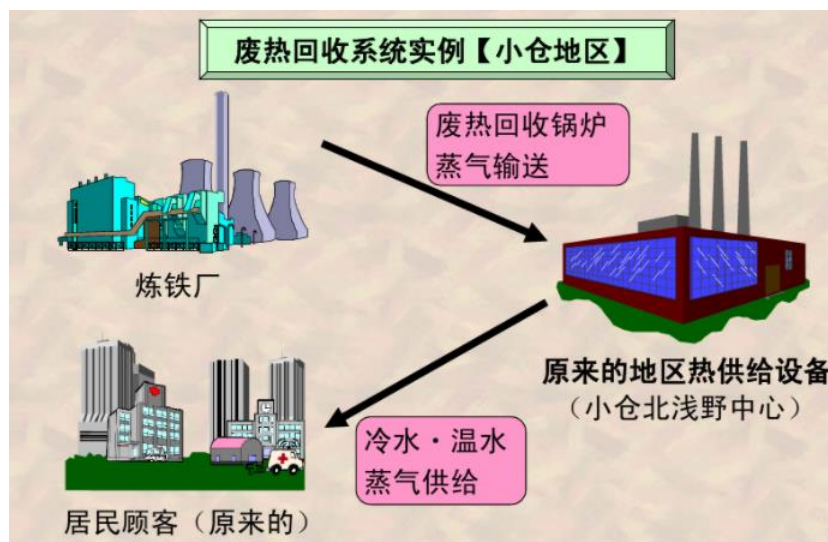 废热回收系统实例【小仓地区】
废热回收锅炉
蒸气输送
炼铁厂
原来的地区热供给设备
（小仓北浅野中心）
冷水・温水
蒸气供给
居民顾客（原来的）